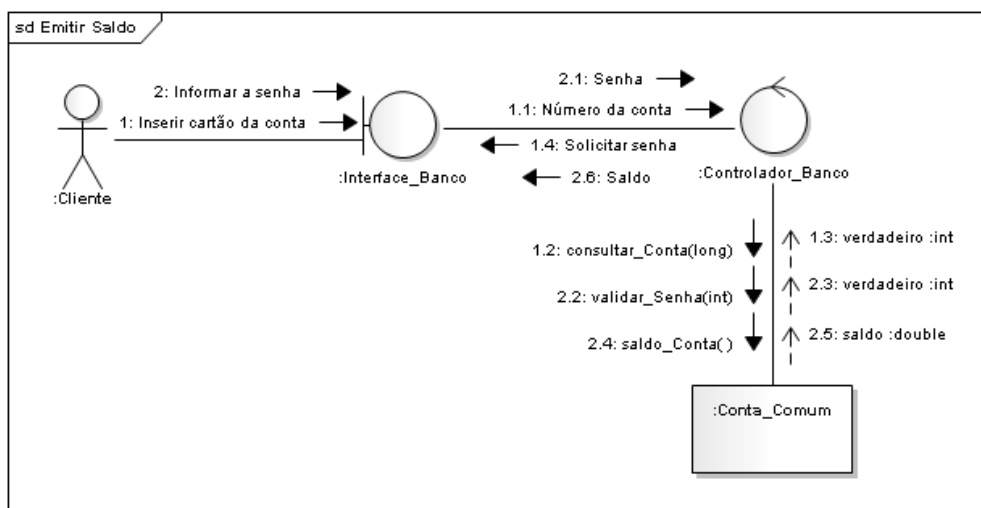 sd Emitir Saldo
2: Informar a senha
1: Inserir cartão da conta
2.1: Senha
1.1: Número da conta
1.4: Solicitar senha
2.6: Saldo
:Cliente
:Interface_Banco
:Controlador_Banco
1.2: consultar_Conta(long)
1.3: verdadeiro :int
2.2: validar_Senha(int)
2.3: verdadeiro :int
2.4: saldo_Conta( )
2.5: saldo :double
:Conta_Comum